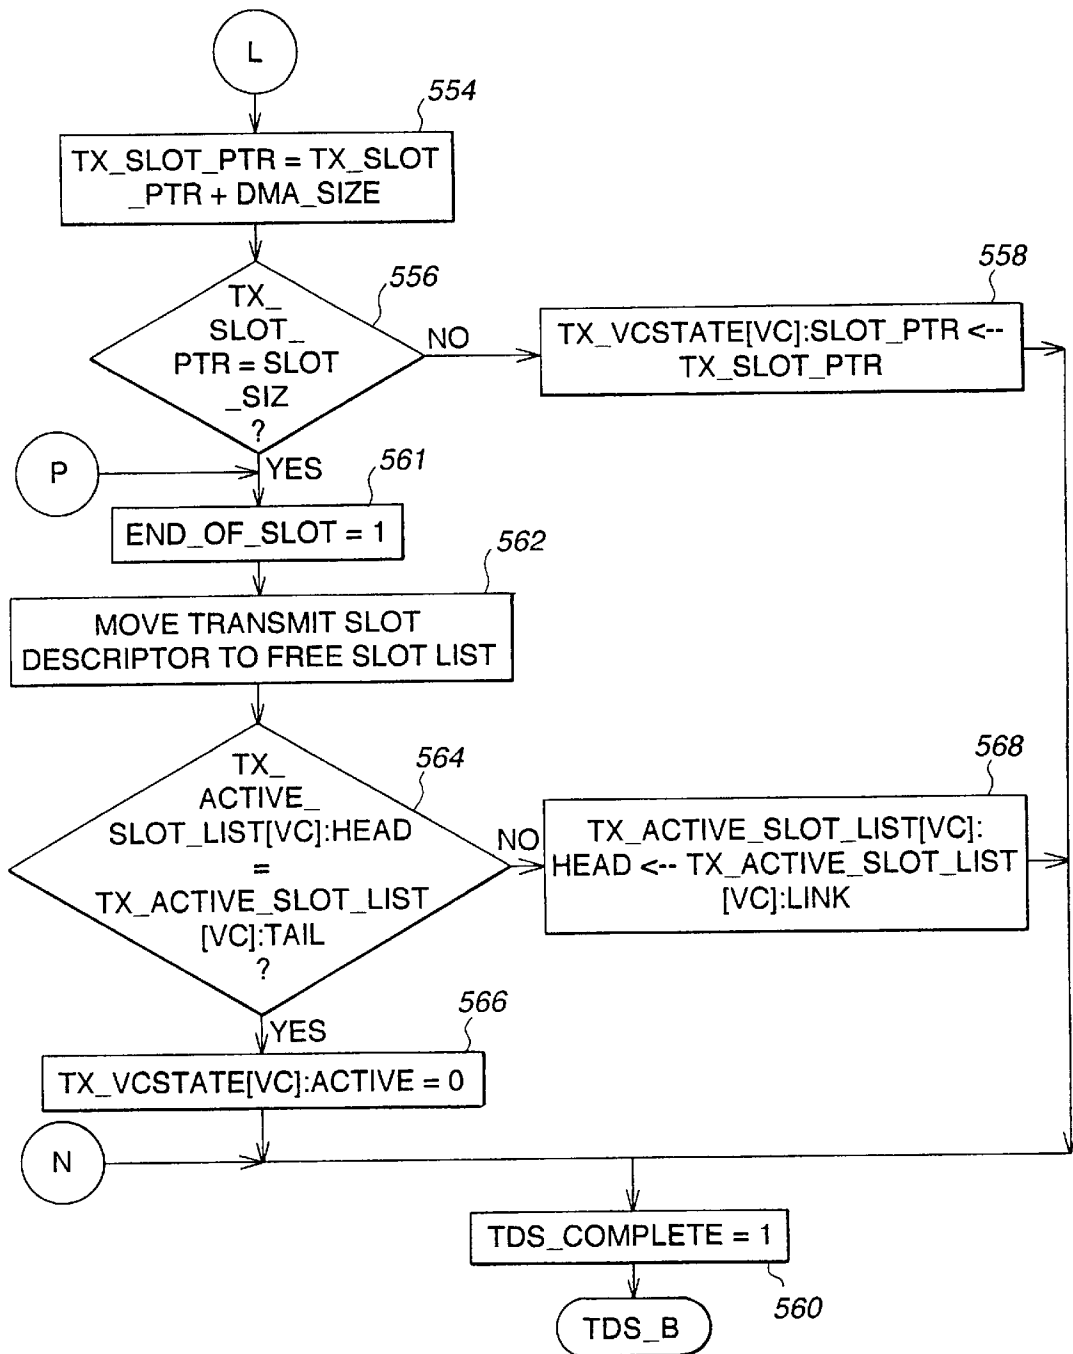 L
554
TX_SLOT_PTR = TX_SLOT
_PTR + DMA_SIZE
556
TX_
SLOT_
PTR = SLOT
_SIZ
?
NO
558
TX_VCSTATE[VC]:SLOT_PTR <--
TX_SLOT_PTR
P
YES
561
END_OF_SLOT = 1
562
MOVE TRANSMIT SLOT
DESCRIPTOR TO FREE SLOT LIST
564
TX_
ACTIVE_
SLOT_LIST[VC]:HEAD
=
TX_ACTIVE_SLOT_LIST
[VC]:TAIL
?
NO
568
TX_ACTIVE_SLOT_LIST[VC]:
HEAD <-- TX_ACTIVE_SLOT_LIST
[VC]:LINK
YES
566
TX_VCSTATE[VC]:ACTIVE = 0
N
TDS_COMPLETE = 1
560
TDS_B